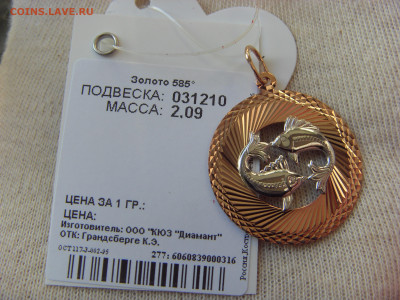 COINS.LAVE.RU
Золото 585°
ПОДВЕСКА: 031210
МАССА: 2.09
ЦЕНА ЗА 1 ГР.:
ЦЕНА:
Изготовитель: ООО "КЮЗ "Диамант"
ОТК: Грандсберге К.Э.
277: 6060839000316